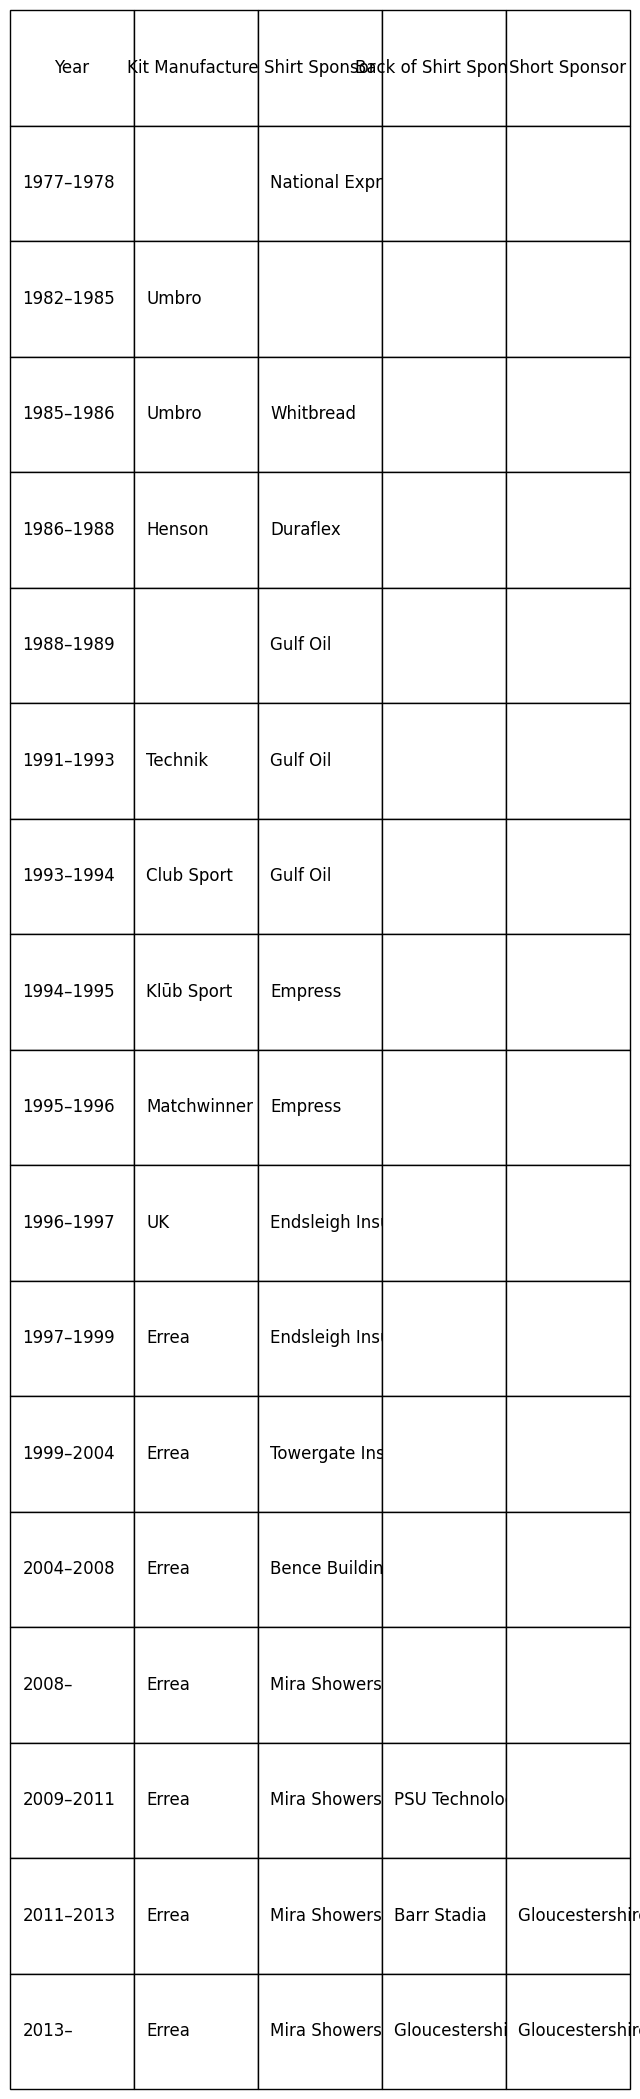 Year Kit Manufacture Shirt Sponsor Back of Shirt Spon Short Sponsor
1977–1978 National Expr
1982–1985 Umbro
1985–1986 Umbro Whitbread
1986–1988 Henson Duraflex
1988–1989 Gulf Oil
1991–1993 Technik Gulf Oil
1993–1994 Club Sport Gulf Oil
1994–1995 Klūb Sport Empress
1995–1996 Matchwinner Empress
1996–1997 UK Endsleigh Insu
1997–1999 Errea Endsleigh Insu
1999–2004 Errea Towergate Ins
2004–2008 Errea Bence Buildin
2008– Errea Mira Showers
2009–2011 Errea Mira Showers PSU Technolo
2011–2013 Errea Mira Showers Barr Stadia Gloucestershire
2013– Errea Mira Showers Gloucestershi Gloucestershire